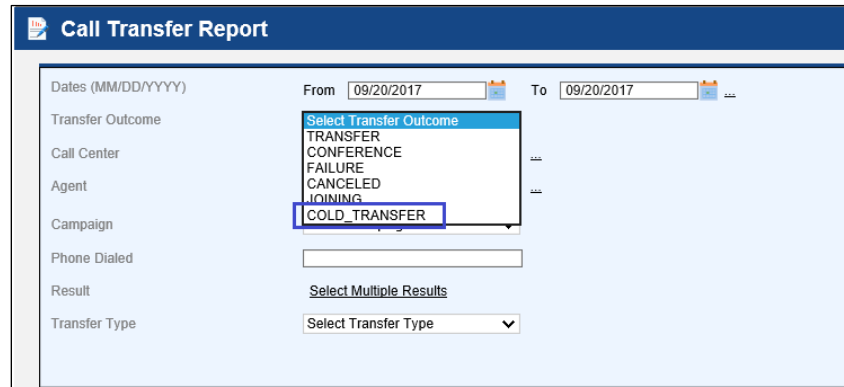 Call Transfer Report
Dates (MM/DD/YYYY) From 09/20/2017 To 09/20/2017 ...
Transfer Outcome Select Transfer Outcome
TRANSFER
Call Center CONFERENCE ...
FAILURE
Agent CANCELED ...
JOINING
COLD_TRANSFER
Campaign
Phone Dialed
Result Select Multiple Results
Transfer Type Select Transfer Type